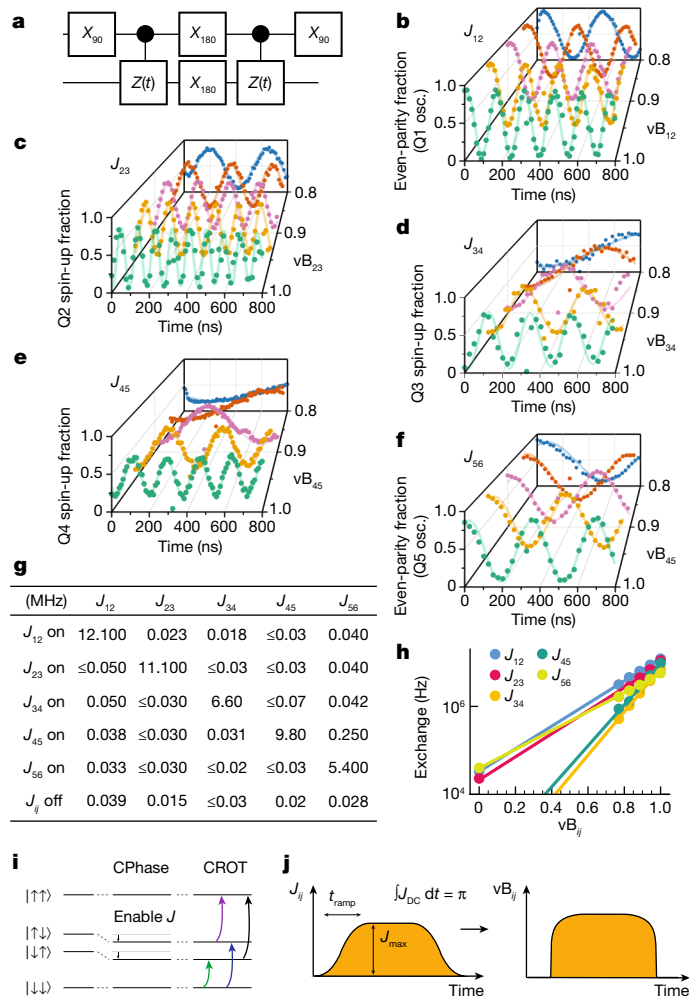 a
X90
X180
X90
Z(t)
X180
Z(t)
b
J12
Even-parity fraction
(Q1 osc.)
1.0
0.5
0
0 200 400 600 800
Time (ns)
0.8
0.9
1.0
vB12
c
J23
Q2 spin-up fraction
1.0
0.5
0
0 200 400 600 800
Time (ns)
0.8
0.9
1.0
vB23
d
J34
Q3 spin-up fraction
1.0
0.5
0
0 200 400 600 800
Time (ns)
0.8
0.9
1.0
vB34
e
J45
Q4 spin-up fraction
1.0
0.5
0
0 200 400 600 800
Time (ns)
0.8
0.9
1.0
vB45
f
J56
Even-parity fraction
(Q5 osc.)
1.0
0.5
0
0 200 400 600 800
Time (ns)
0.8
0.9
1.0
vB45
g
(MHz) J12 J23 J34 J45 J56
J12 on 12.100 0.023 0.018 ≤0.03 0.040
J23 on ≤0.050 11.100 ≤0.03 ≤0.03 0.040
J34 on 0.050 ≤0.030 6.60 ≤0.07 0.042
J45 on 0.038 ≤0.030 0.031 9.80 0.250
J56 on 0.033 ≤0.030 ≤0.02 ≤0.03 5.400
Jij off 0.039 0.015 ≤0.03 0.02 0.028
h
J12 J45
J23 J56
J34
Exchange (Hz)
10^6
10^4
0 0.2 0.4 0.6 0.8 1.0
vBij
i
CPhase CROT
|↑↑⟩
|↑↓⟩
|↓↑⟩
|↓↓⟩
Enable J
j
Jij
tramp
∫JDC dt = π
Jmax
Time
vBij
Time